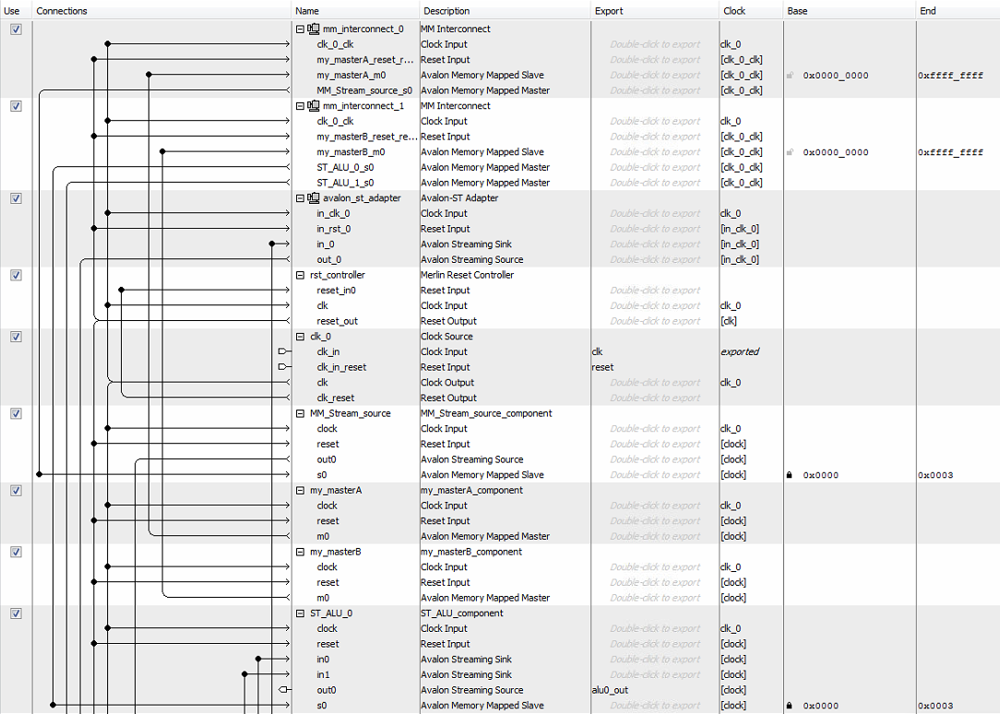 Use Connections Name Description Export Clock Base End
mm_interconnect_0 MM Interconnect
clk_0_clk Clock Input Double-click to export clk_0
my_masterA_reset_r... Reset Input Double-click to export [clk_0_clk]
my_masterA_m0 Avalon Memory Mapped Slave Double-click to export [clk_0_clk] 0x0000_0000 0xffff_ffff
MM_Stream_source_s0 Avalon Memory Mapped Master Double-click to export [clk_0_clk]
mm_interconnect_1 MM Interconnect
clk_0_clk Clock Input Double-click to export clk_0
my_masterB_reset_re... Reset Input Double-click to export [clk_0_clk]
my_masterB_m0 Avalon Memory Mapped Slave Double-click to export [clk_0_clk] 0x0000_0000 0xffff_ffff
ST_ALU_0_s0 Avalon Memory Mapped Master Double-click to export [clk_0_clk]
ST_ALU_1_s0 Avalon Memory Mapped Master Double-click to export [clk_0_clk]
avalon_st_adapter Avalon-ST Adapter
in_clk_0 Clock Input Double-click to export clk_0
in_rst_0 Reset Input Double-click to export [in_clk_0]
in_0 Avalon Streaming Sink Double-click to export [in_clk_0]
out_0 Avalon Streaming Source Double-click to export [in_clk_0]
rst_controller Merlin Reset Controller
reset_in0 Reset Input Double-click to export
clk Clock Input Double-click to export clk_0
reset_out Reset Output Double-click to export [clk]
clk_0 Clock Source
clk_in Clock Input clk exported
clk_in_reset Reset Input reset
clk Clock Output Double-click to export clk_0
clk_reset Reset Output Double-click to export
MM_Stream_source MM_Stream_source_component
clock Clock Input Double-click to export clk_0
reset Reset Input Double-click to export [clock]
out0 Avalon Streaming Source Double-click to export [clock]
s0 Avalon Memory Mapped Slave Double-click to export [clock] 0x0000 0x0003
my_masterA my_masterA_component
clock Clock Input Double-click to export clk_0
reset Reset Input Double-click to export [clock]
m0 Avalon Memory Mapped Master Double-click to export [clock]
my_masterB my_masterB_component
clock Clock Input Double-click to export clk_0
reset Reset Input Double-click to export [clock]
m0 Avalon Memory Mapped Master Double-click to export [clock]
ST_ALU_0 ST_ALU_component
clock Clock Input Double-click to export clk_0
reset Reset Input Double-click to export [clock]
in0 Avalon Streaming Sink Double-click to export [clock]
in1 Avalon Streaming Sink Double-click to export [clock]
out0 Avalon Streaming Source alu0_out [clock]
s0 Avalon Memory Mapped Slave Double-click to export [clock] 0x0000 0x0003